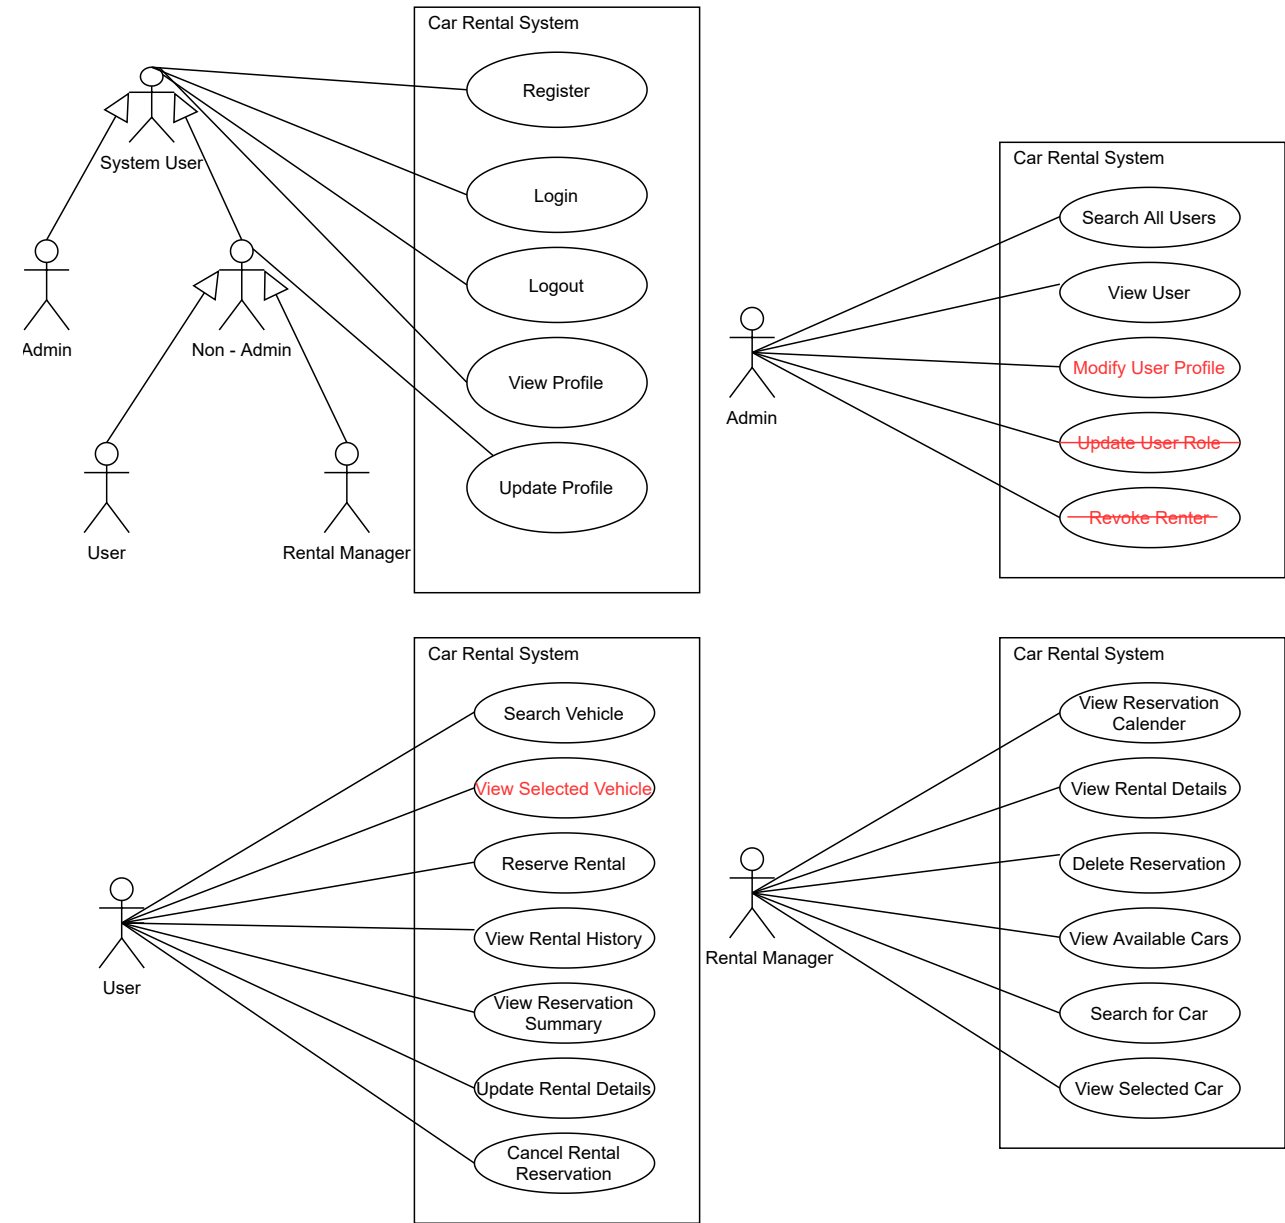 Car Rental System
Register
System User
Login
Admin
Non - Admin
Logout
View Profile
Update Profile
User
Rental Manager
Car Rental System
Search All Users
View User
Modify User Profile
Update User Role
Revoke Renter
Admin
Car Rental System
Search Vehicle
View Selected Vehicle
Reserve Rental
View Rental History
View Reservation
Summary
Update Rental Details
Cancel Rental
Reservation
User
Car Rental System
View Reservation
Calender
View Rental Details
Delete Reservation
View Available Cars
Search for Car
View Selected Car
Rental Manager